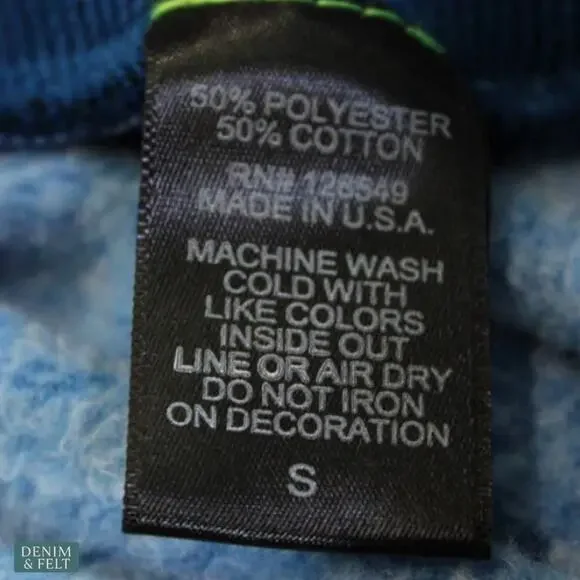 50% POLYESTER
50% COTTON
RN# 126549
MADE IN U.S.A.
MACHINE WASH
COLD WITH
LIKE COLORS
INSIDE OUT
LINE OR AIR DRY
DO NOT IRON
ON DECORATION
S
DENIM
& FELT